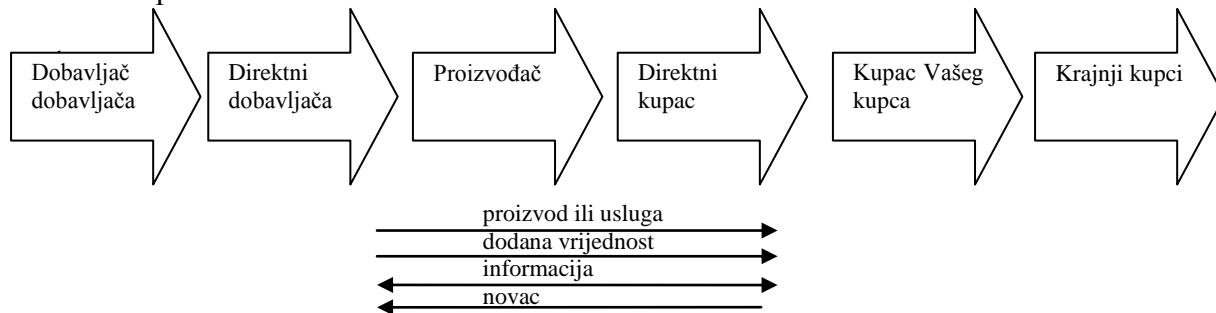 Dobavljač
dobavljača
Direktni
dobavljača
Proizvođač
Direktni
kupac
Kupac Vašeg
kupca
Krajnji kupci
proizvod ili usluga
dodana vrijednost
informacija
novac